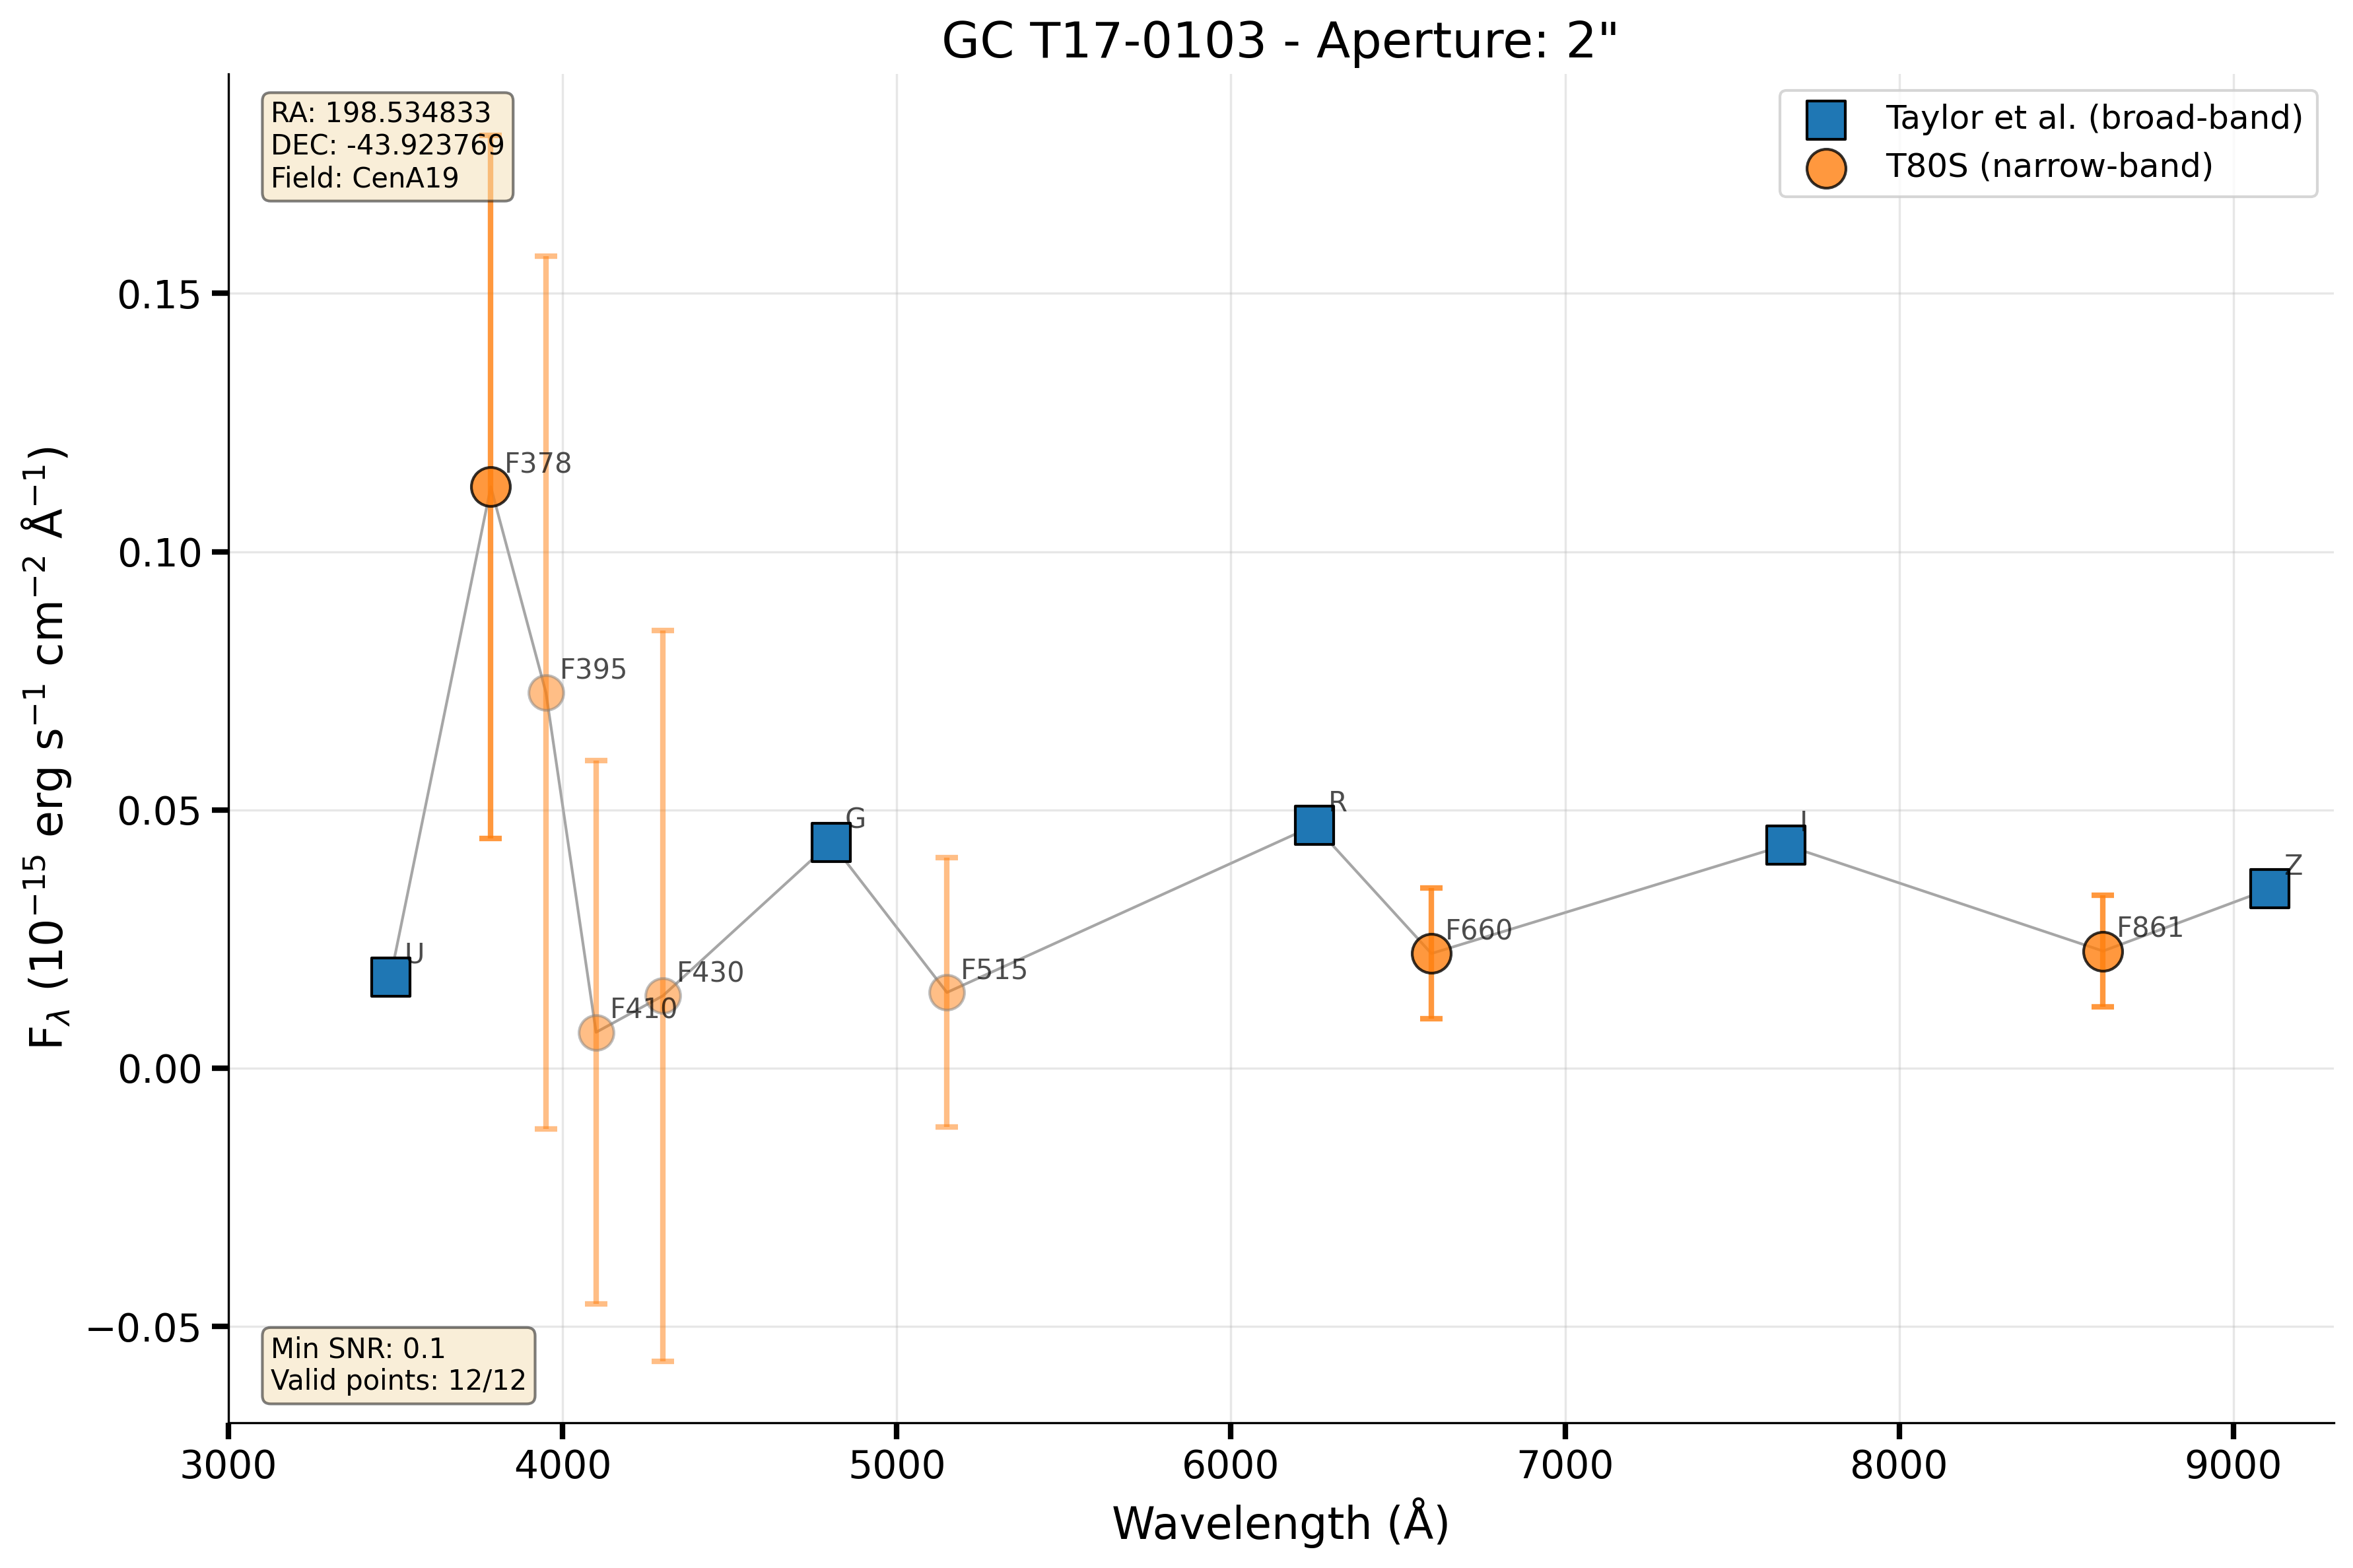 GC T17-0103 - Aperture: 2"
RA: 198.534833
DEC: -43.923769
Field: CenA19
Taylor et al. (broad-band)
T80S (narrow-band)
0.15
0.10
0.05
0.00
−0.05
F_λ (10⁻¹⁵ erg s⁻¹ cm⁻² Å⁻¹)
U
F378
F395
F410
F430
G
F515
R
F660
I
F861
Z
Min SNR: 0.1
Valid points: 12/12
3000 4000 5000 6000 7000 8000 9000
Wavelength (Å)